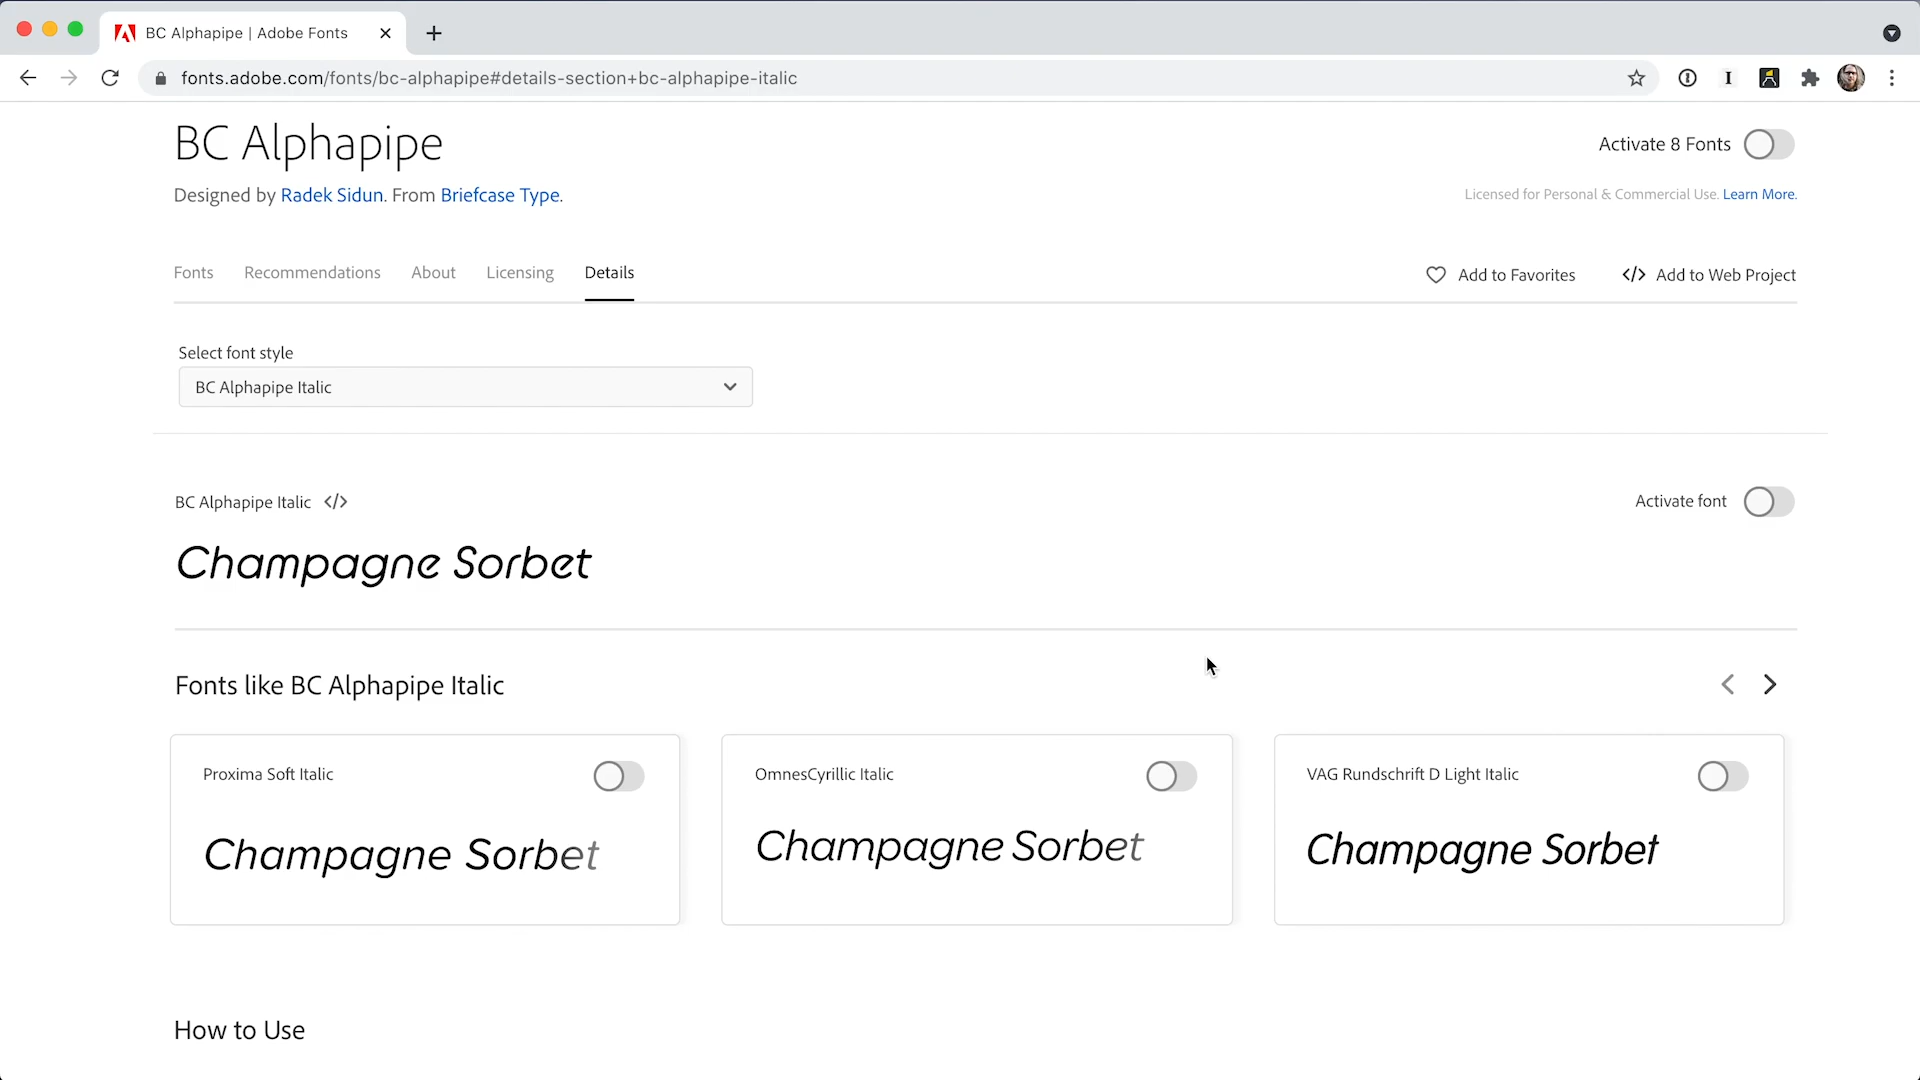 BC Alphapipe | Adobe Fonts
fonts.adobe.com/fonts/bc-alphapipe#details-section+bc-alphapipe-italic
BC Alphapipe
Activate 8 Fonts
Designed by Radek Sidun. From Briefcase Type.
Licensed for Personal & Commercial Use. Learn More.
Fonts Recommendations About Licensing Details
Add to Favorites </> Add to Web Project
Select font style
BC Alphapipe Italic
BC Alphapipe Italic </>
Activate font
Champagne Sorbet
Fonts like BC Alphapipe Italic
Proxima Soft Italic
Champagne Sorbet
OmnesCyrillic Italic
Champagne Sorbet
VAG Rundschrift D Light Italic
Champagne Sorbet
How to Use